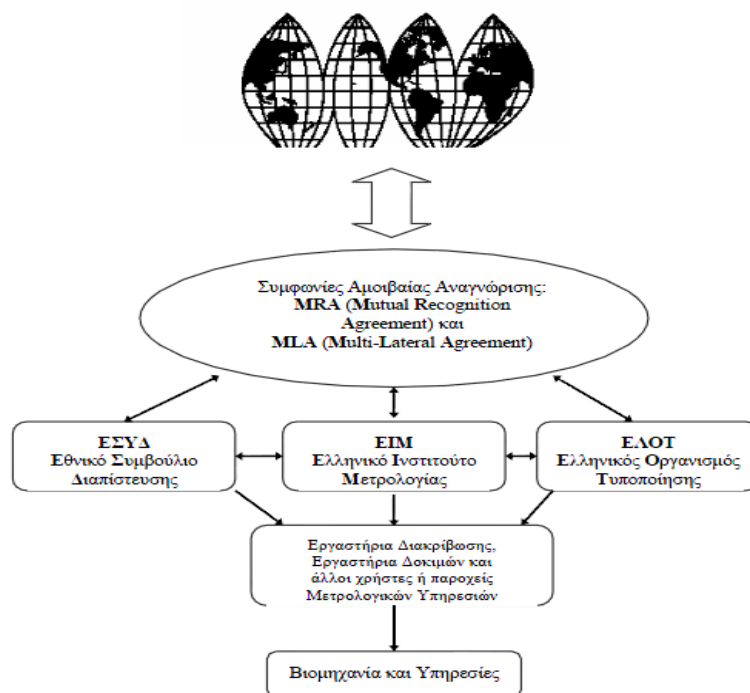 Συμφωνίες Αμοιβαίας Αναγνώρισης:
MRA (Mutual Recognition
Agreement) και
MLA (Multi-Lateral Agreement)
ΕΣΥΔ
Εθνικό Συμβούλιο
Διαπίστευσης
ΕΙΜ
Ελληνικό Ινστιτούτο
Μετρολογίας
ΕΛΟΤ
Ελληνικός Οργανισμός
Τυποποίησης
Εργαστήρια Διακρίβωσης,
Εργαστήρια Δοκιμών και
άλλοι χρήστες ή παροχείς
Μετρολογικών Υπηρεσιών
Βιομηχανία και Υπηρεσίες